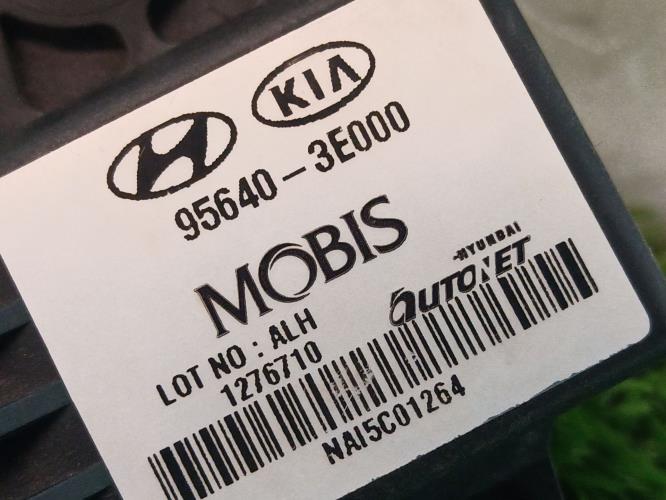 KIA
95640-3E000
MOBIS
-HYUNDAI
AUTONET
LOT NO : ALH
1276710
NAI5C01264